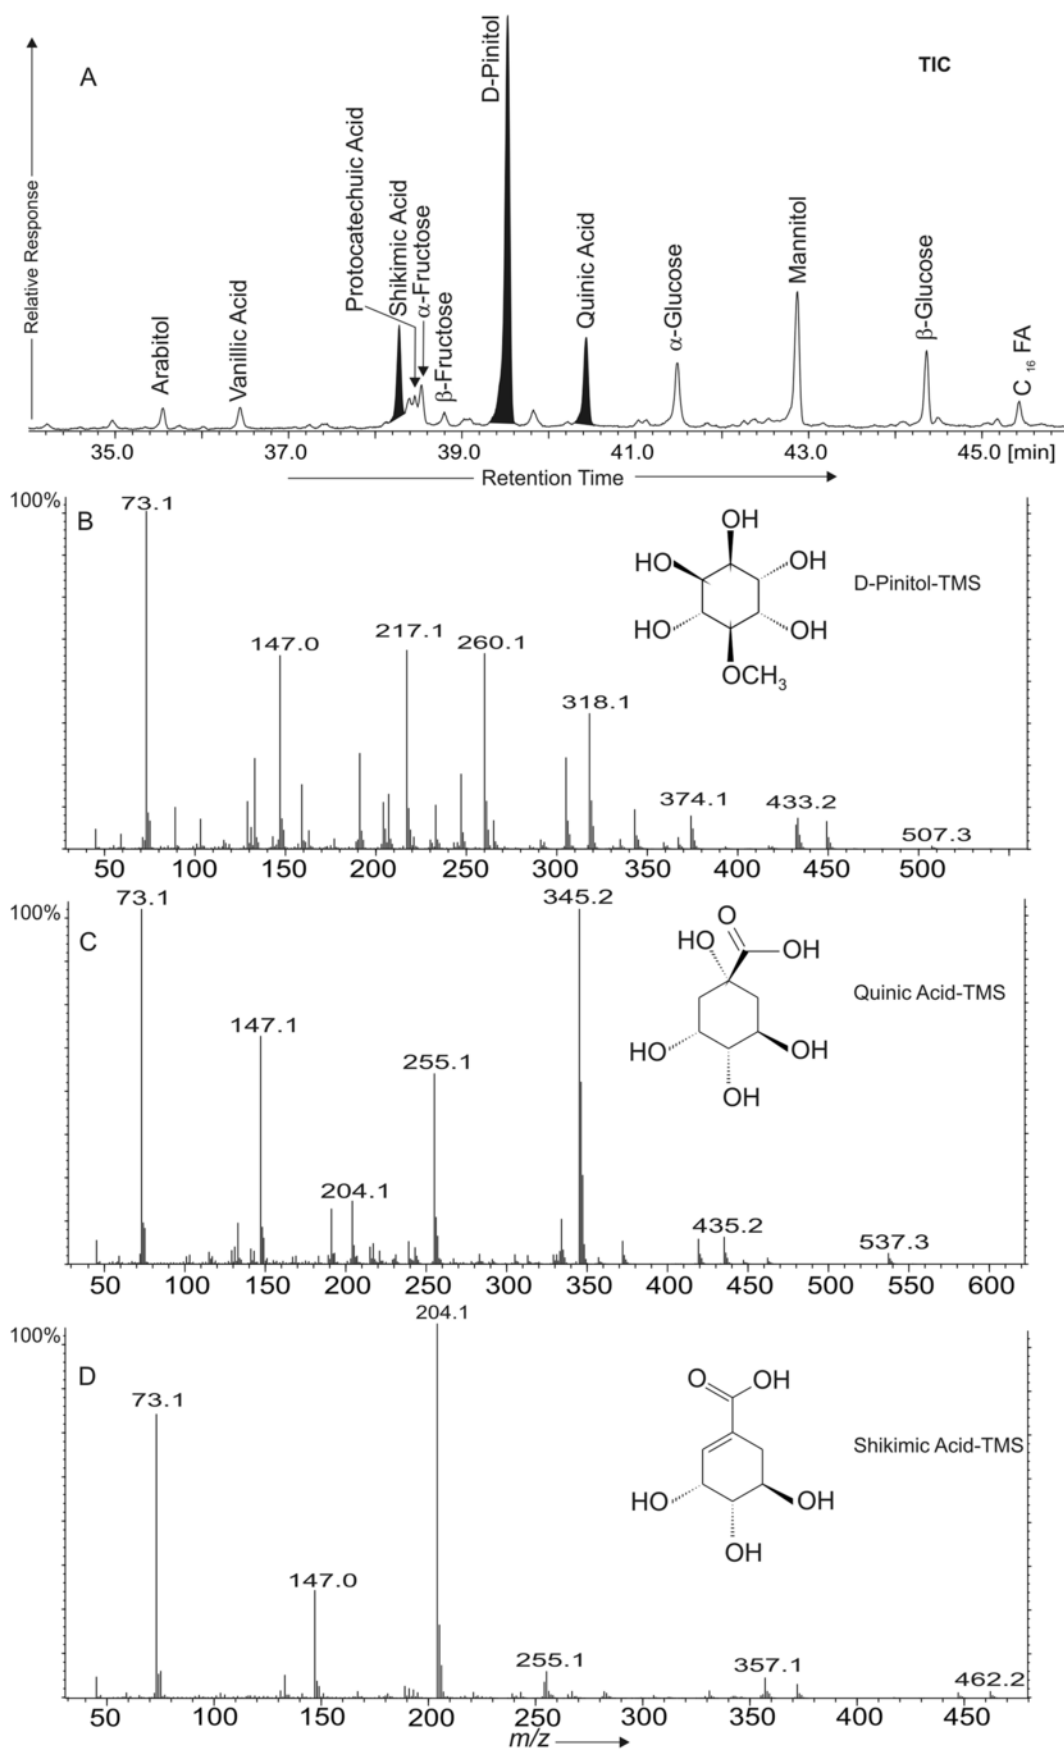 A
TIC
Relative Response
Arabitol
Vanillic Acid
Protocatechuic Acid
Shikimic Acid
α-Fructose
β-Fructose
D-Pinitol
Quinic Acid
α-Glucose
Mannitol
β-Glucose
C 16 FA
35.0 37.0 39.0 41.0 43.0 45.0 [min]
Retention Time
100%
B
73.1
147.0
217.1
260.1
318.1
374.1
433.2
507.3
OH
HO OH
HO OH
OCH3
D-Pinitol-TMS
50 100 150 200 250 300 350 400 450 500
100%
C
73.1
147.1
204.1
255.1
345.2
435.2
537.3
O
HO OH
HO OH
OH
Quinic Acid-TMS
50 100 150 200 250 300 350 400 450 500 550 600
100%
D
73.1
147.0
204.1
255.1
357.1
462.2
O OH
HO OH
OH
Shikimic Acid-TMS
50 100 150 200 250 300 350 400 450
m/z